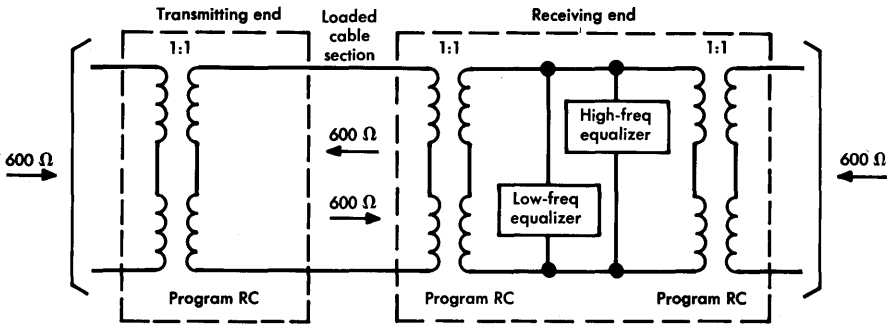 Transmitting end
Loaded
cable
section
Receiving end
1:1
1:1
1:1
High-freq
equalizer
600 Ω
600 Ω
600 Ω
600 Ω
Low-freq
equalizer
Program RC
Program RC
Program RC